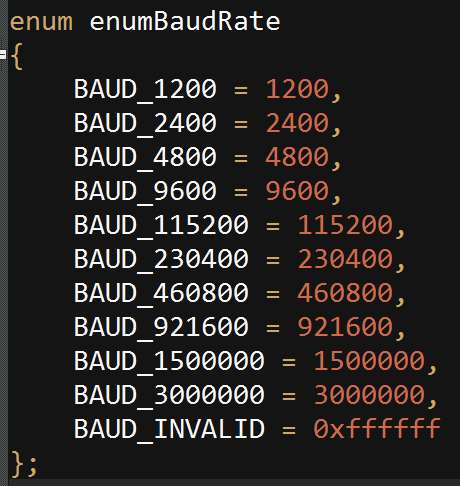 enum enumBaudRate
{
    BAUD_1200 = 1200,
    BAUD_2400 = 2400,
    BAUD_4800 = 4800,
    BAUD_9600 = 9600,
    BAUD_115200 = 115200,
    BAUD_230400 = 230400,
    BAUD_460800 = 460800,
    BAUD_921600 = 921600,
    BAUD_1500000 = 1500000,
    BAUD_3000000 = 3000000,
    BAUD_INVALID = 0xffffff
};